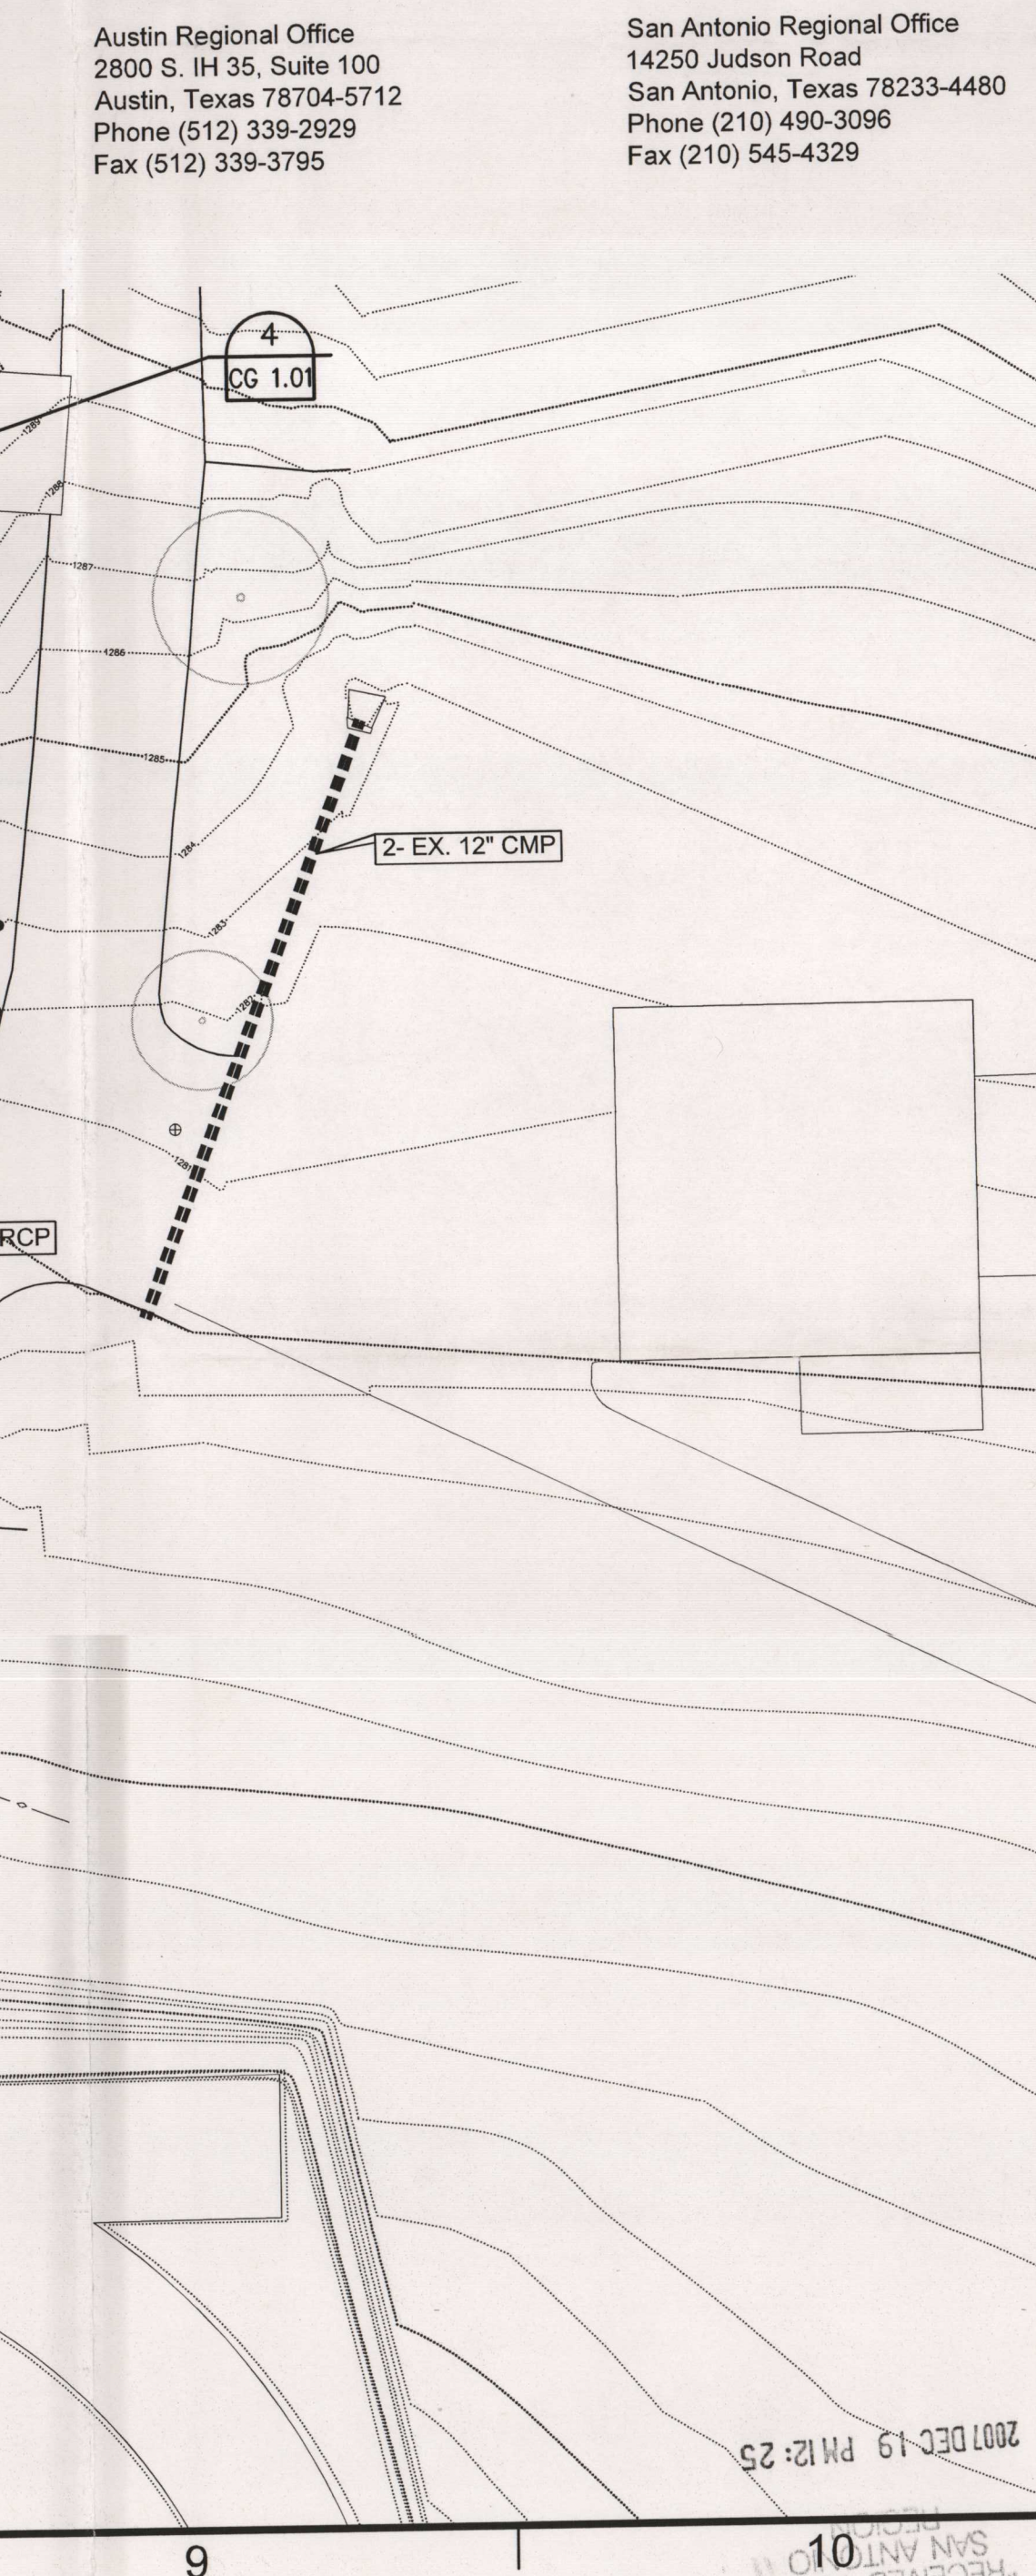 Austin Regional Office
2800 S. IH 35, Suite 100
Austin, Texas 78704-5712
Phone (512) 339-2929
Fax (512) 339-3795
San Antonio Regional Office
14250 Judson Road
San Antonio, Texas 78233-4480
Phone (210) 490-3096
Fax (210) 545-4329
4
CG 1.01
1289
1288
1287
1286
1285
1284
2- EX. 12" CMP
1283
1282
1281
RCP
2007 DEC 19 PM 12: 25
9
10
SAN ANTONIO
REGION